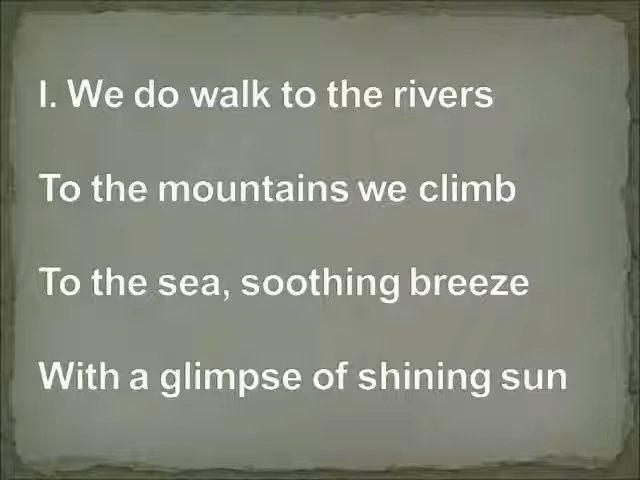 I. We do walk to the rivers
To the mountains we climb
To the sea, soothing breeze
With a glimpse of shining sun